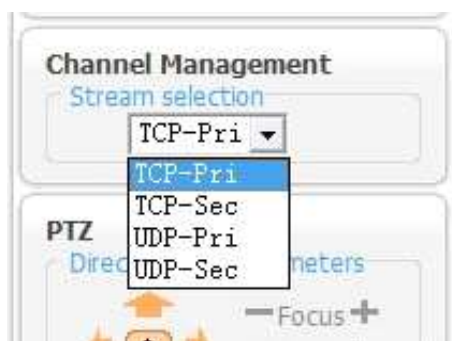 Channel Management
Stream selection
TCP-Pri
TCP-Pri
TCP-Sec
UDP-Pri
UDP-Sec
PTZ
Focus